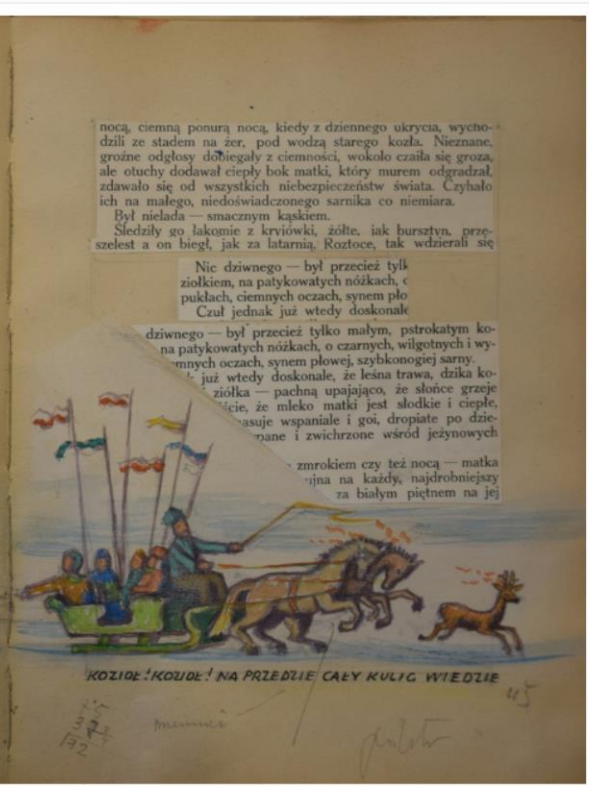 nocą, ciemną ponurą nocą, kiedy z dziennego ukrycia, wycho-
dzili ze stadem na żer, pod wodzą starego kozła. Nieznane,
groźne odgłosy dobiegały z ciemności, wokoło czaiła się groza,
ale otuchy dodawał ciepły bok matki, który murem odgradzał,
zdawało się od wszystkich niebezpieczeństw świata. Czyhało
ich na małego, niedoświadczonego sarnika co niemiara.
Był nielada — smacznym kąskiem.
Śledziły go łakomie z kryjówki, żółte, jak bursztyn, prze-
szelest a on biegł, jak za latarnią. Roztoce, tak wdzierali się
Nic dziwnego — był przecież tylk
ziołkiem, na patykowatych nóżkach, o
pukłach, ciemnych oczach, synem pło
Czuł jednak już wtedy doskonale
dziwnego — był przecież tylko małym, pstrokatym ko-
na patykowatych nóżkach, o czarnych, wilgotnych i wy-
mnych oczach, synem płowej, szybkonogiej sarny.
już wtedy doskonale, że leśna trawa, dzika ko-
ziółka — pachną upajająco, że słońce grzeje
ście, że mleko matki jest słodkie i ciepłe,
asuje wspaniale i goi, dropiate po dzie-
pane i zwichrzone wśród jeżynowych
zmrokiem czy też nocą — matka
ujna na każdy, najdrobniejszy
za białym piętnem na jej
KOZIOŁ! KOZIOŁ! NA PRZEDZIE CAŁY KULIG WIEDZIE
45